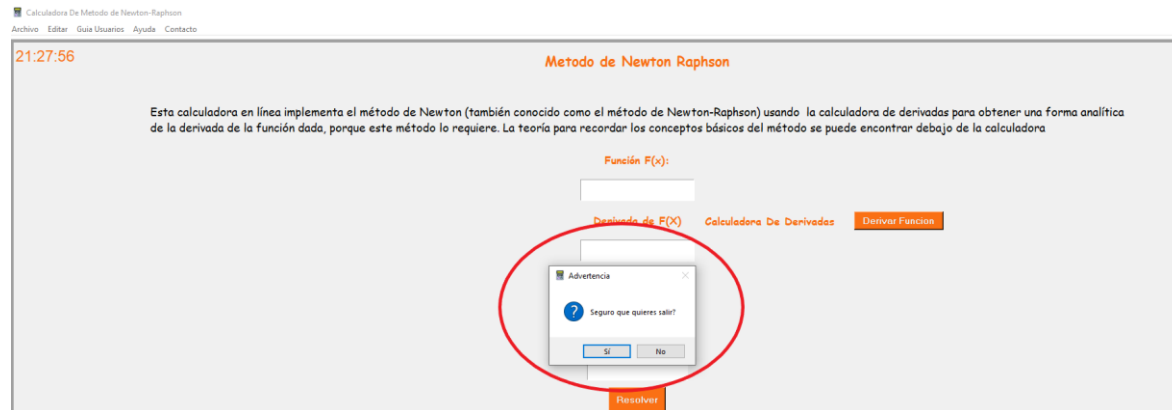 Calculadora De Metodo de Newton-Raphson
Archivo Editar Guia Usuarios Ayuda Contacto
21:27:56
Metodo de Newton Raphson
Esta calculadora en línea implementa el método de Newton (también conocido como el método de Newton-Raphson) usando la calculadora de derivadas para obtener una forma analítica
de la derivada de la función dada, porque este método lo requiere. La teoría para recordar los conceptos básicos del método se puede encontrar debajo de la calculadora
Función F(x):
Derivada de F(X) Calculadora De Derivadas Derivar Funcion
Advertencia
? Seguro que quieres salir?
Sí No
Resolver